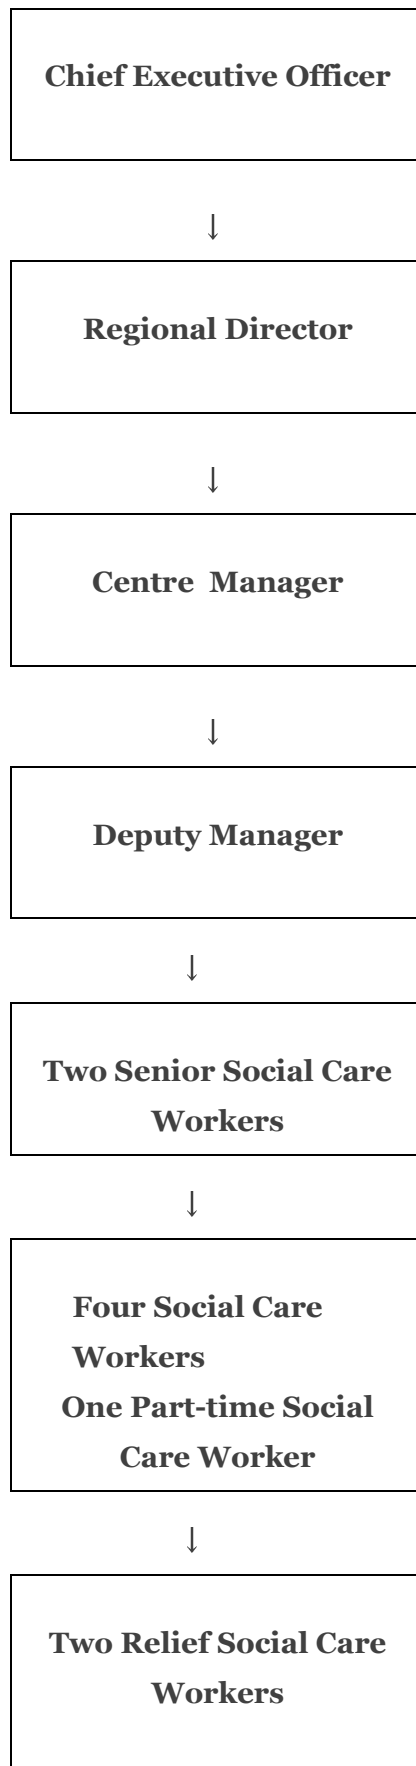 Chief Executive Officer
↓
Regional Director
↓
Centre  Manager
↓
Deputy Manager
↓
Two Senior Social Care
Workers
↓
Four Social Care
Workers
One Part-time Social
Care Worker
↓
Two Relief Social Care
Workers